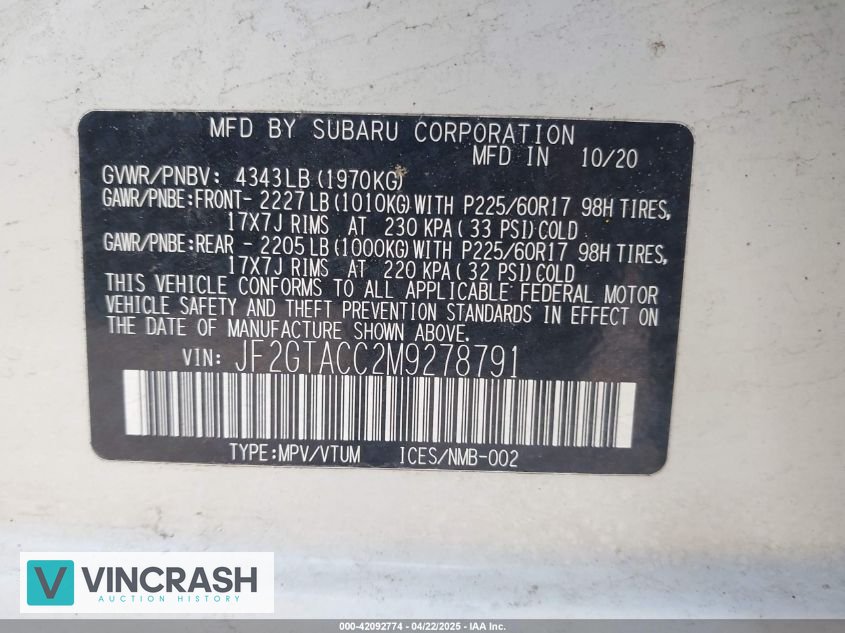 MFD BY SUBARU CORPORATION
MFD IN 10/20
GVWR/PNBV: 4343LB (1970KG)
GAWR/PNBE:FRONT- 2227LB (1010KG) WITH P225/60R17 98H TIRES,
17X7J RIMS AT 230 KPA (33 PSI) COLD
GAWR/PNBE:REAR - 2205LB (1000KG) WITH P225/60R17 98H TIRES,
17X7J RIMS AT 220 KPA (32 PSI) COLD
THIS VEHICLE CONFORMS TO ALL APPLICABLE FEDERAL MOTOR
VEHICLE SAFETY AND THEFT PREVENTION STANDARDS IN EFFECT ON
THE DATE OF MANUFACTURE SHOWN ABOVE.
VIN: JF2GTACC2M9278791
TYPE:MPV/VTUM ICES/NMB-002
VINCRASH
AUCTION HISTORY
000-42092774 - 04/22/2025 - IAA Inc.